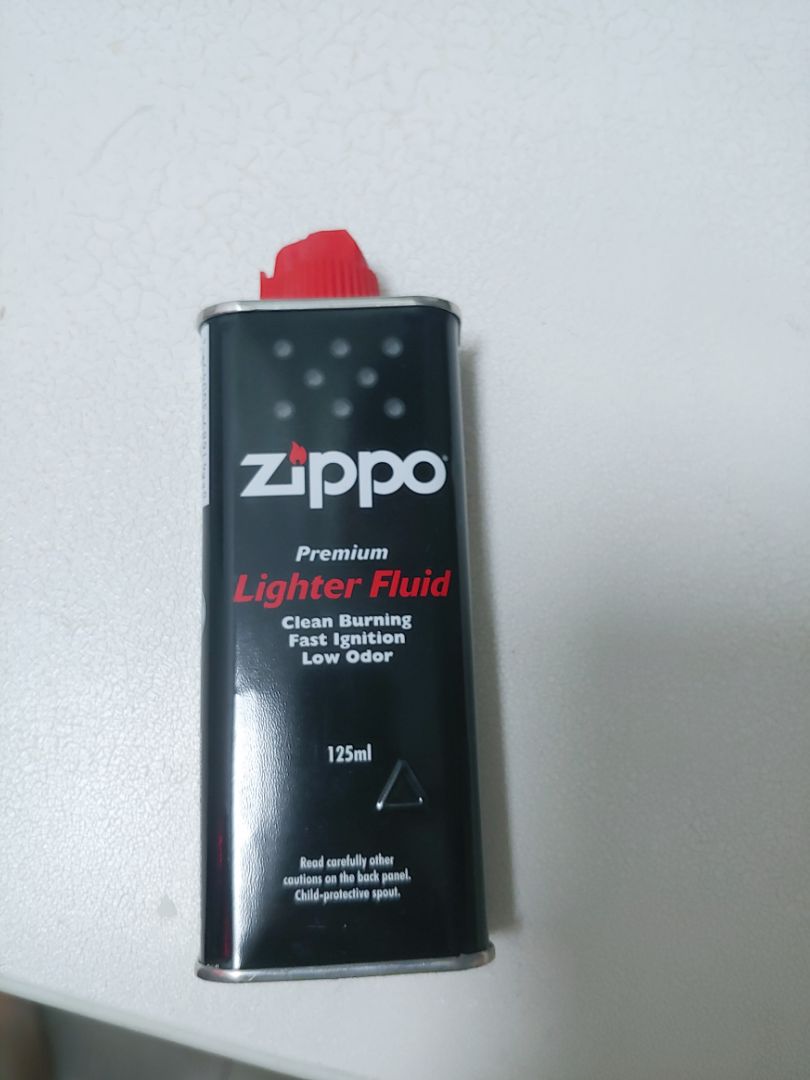 zippo
Premium
Lighter Fluid
Clean Burning
Fast Ignition
Low Odor
125ml
Read carefully other
cautions on the back panel.
Child-protective spout.